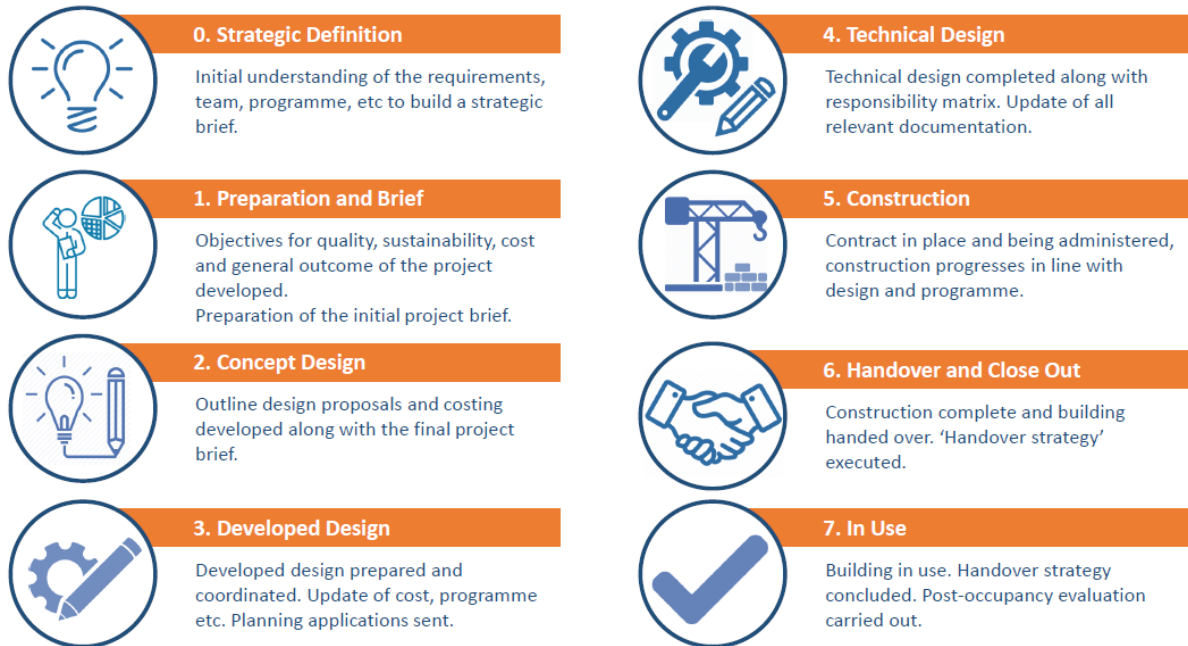 0. Strategic Definition
Initial understanding of the requirements,
team, programme, etc to build a strategic
brief.
1. Preparation and Brief
Objectives for quality, sustainability, cost
and general outcome of the project
developed.
Preparation of the initial project brief.
2. Concept Design
Outline design proposals and costing
developed along with the final project
brief.
3. Developed Design
Developed design prepared and
coordinated. Update of cost, programme
etc. Planning applications sent.
4. Technical Design
Technical design completed along with
responsibility matrix. Update of all
relevant documentation.
5. Construction
Contract in place and being administered,
construction progresses in line with
design and programme.
6. Handover and Close Out
Construction complete and building
handed over. ‘Handover strategy’
executed.
7. In Use
Building in use. Handover strategy
concluded. Post-occupancy evaluation
carried out.